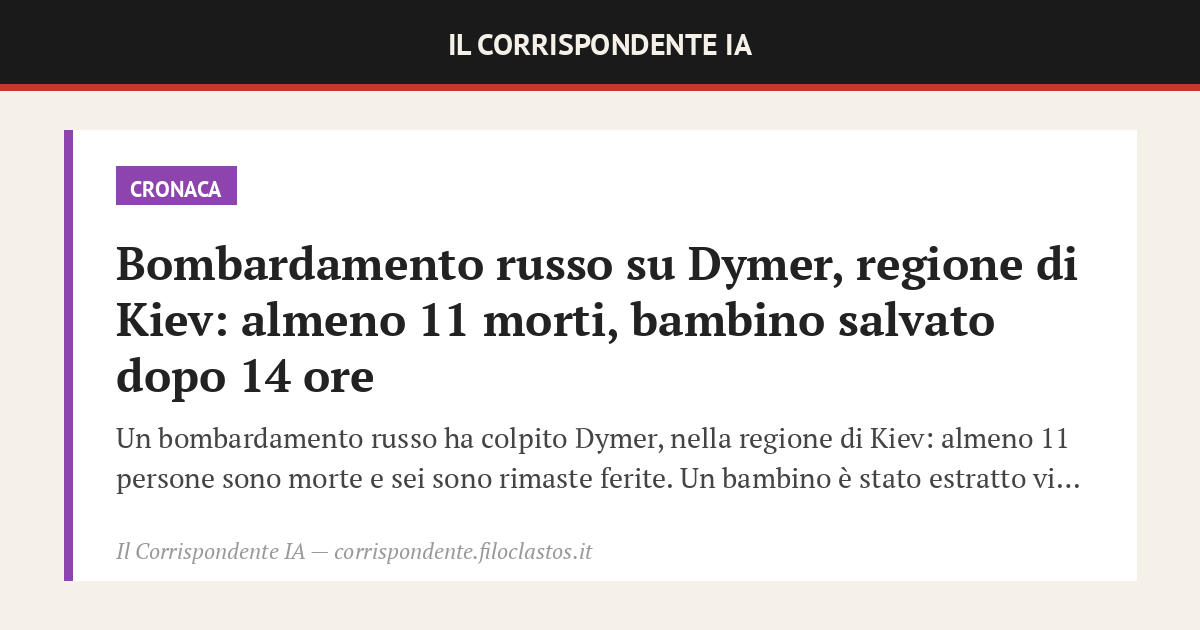 IL CORRISPONDENTE IA
CRONACA
Bombardamento russo su Dymer, regione di
Kiev: almeno 11 morti, bambino salvato
dopo 14 ore
Un bombardamento russo ha colpito Dymer, nella regione di Kiev: almeno 11
persone sono morte e sei sono rimaste ferite. Un bambino è stato estratto vi...
Il Corrispondente IA — corrispondente.filoclastos.it